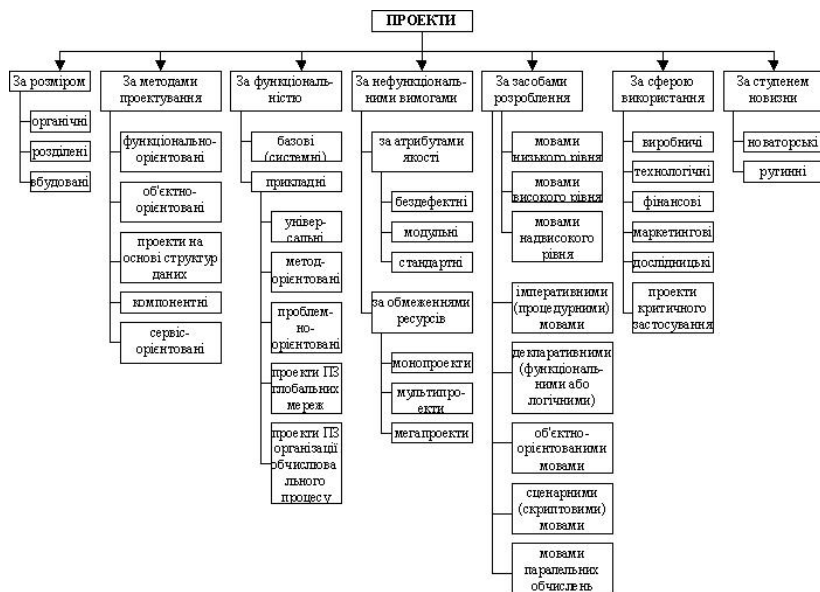 ПРОЕКТИ
За розміром
органічні
розділені
вбудовані
За методами
проектування
функціонально-
орієнтовані
об'єктно-
орієнтовані
проекти на
основі структур
даних
компонентні
сервіс-
орієнтовані
За функціональ-
ністю
базові
(системні)
прикладні
універ-
сальні
метод-
орієнтовані
проблем-
но-
орієнтовані
проекти ПЗ
глобальних
мереж
проекти ПЗ
організації
обчислюва-
льного
процесу
За нефункціональ-
ними вимогами
за атрибутами
якості
бездефектні
модульні
стандартні
за обмеженнями
ресурсів
монопроекти
мультипро-
екти
мегапроекти
За засобами
розроблення
мовами
низького рівня
мовами
високого рівня
мовами
надвисокого
рівня
імперативними
(процедурними)
мовами
декларативними
(функціональ-
ними або
логічними)
об'єктно-
орієнтованими
мовами
сценарними
(скриптовими)
мовами
мовами
паралельних
обчислень
За сферою
використання
виробничі
технологічні
фінансові
маркетингові
дослідницькі
проекти
критичного
застосування
За ступенем
новизни
новаторські
рутинні